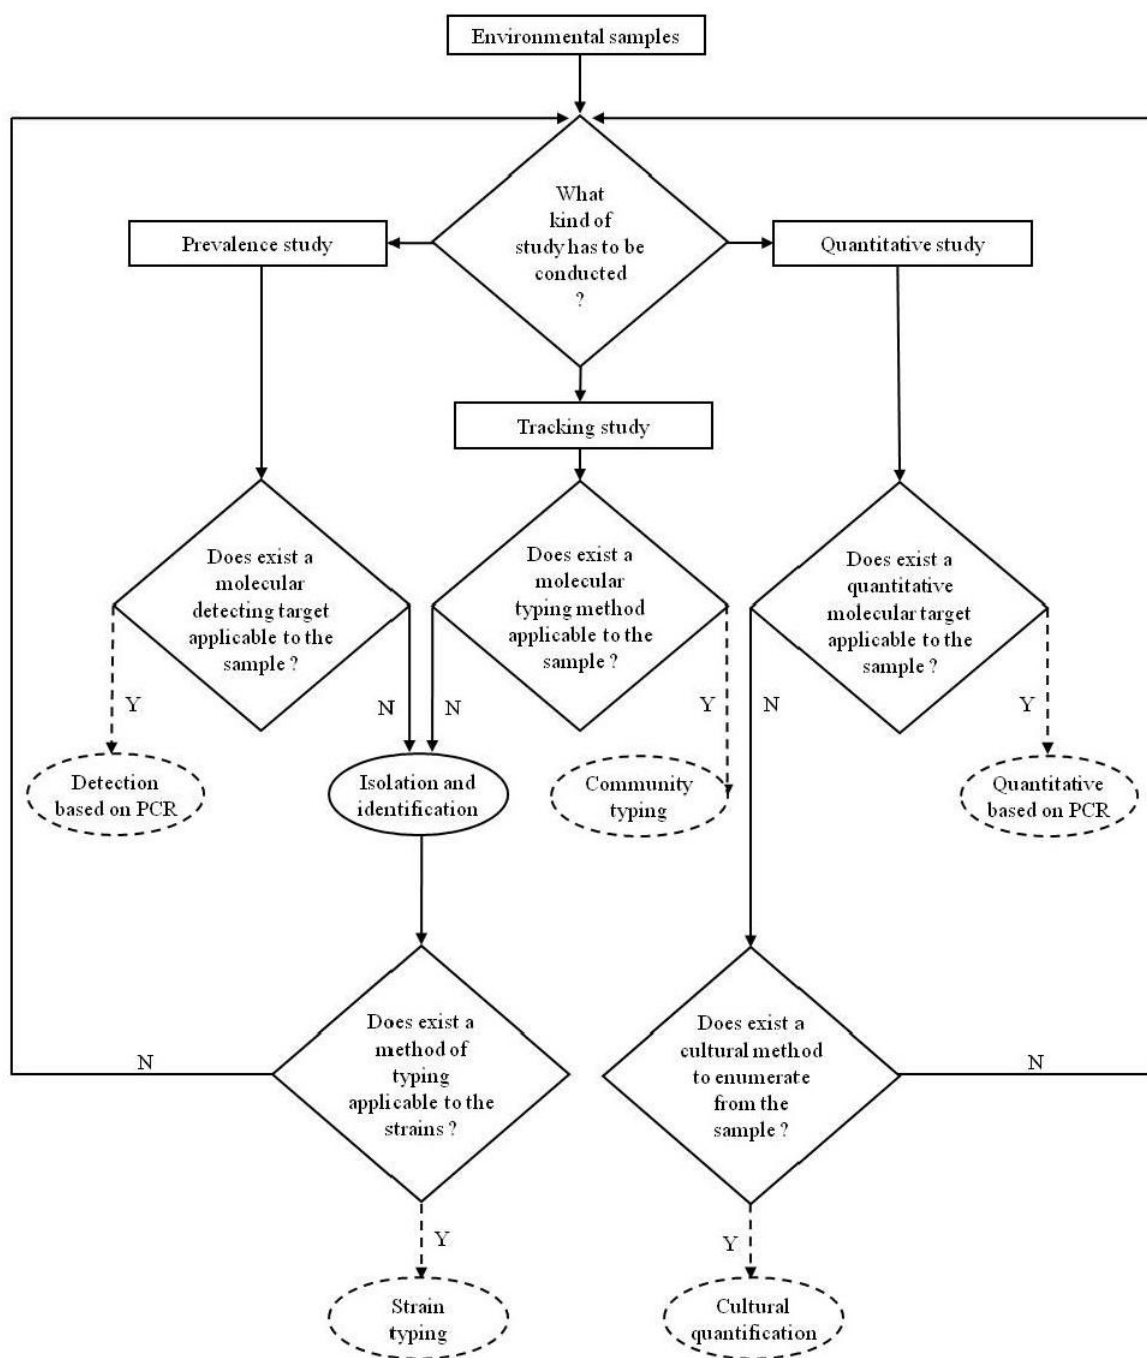 Environmental samples
What
kind of
study has to be
conducted
?
Prevalence study
Quantitative study
Tracking study
Does exist a
molecular
detecting target
applicable to the
sample ?
Does exist a
molecular
typing method
applicable to the
sample ?
Does exist a
quantitative
molecular target
applicable to the
sample ?
Y
N
N
Y
N
Y
Detection
based on PCR
Isolation and
identification
Community
typing
Quantitative
based on PCR
Does exist a
method of
typing
applicable to the
strains ?
Does exist a
cultural method
to enumerate
from the
sample ?
N
N
Y
Y
Strain
typing
Cultural
quantification